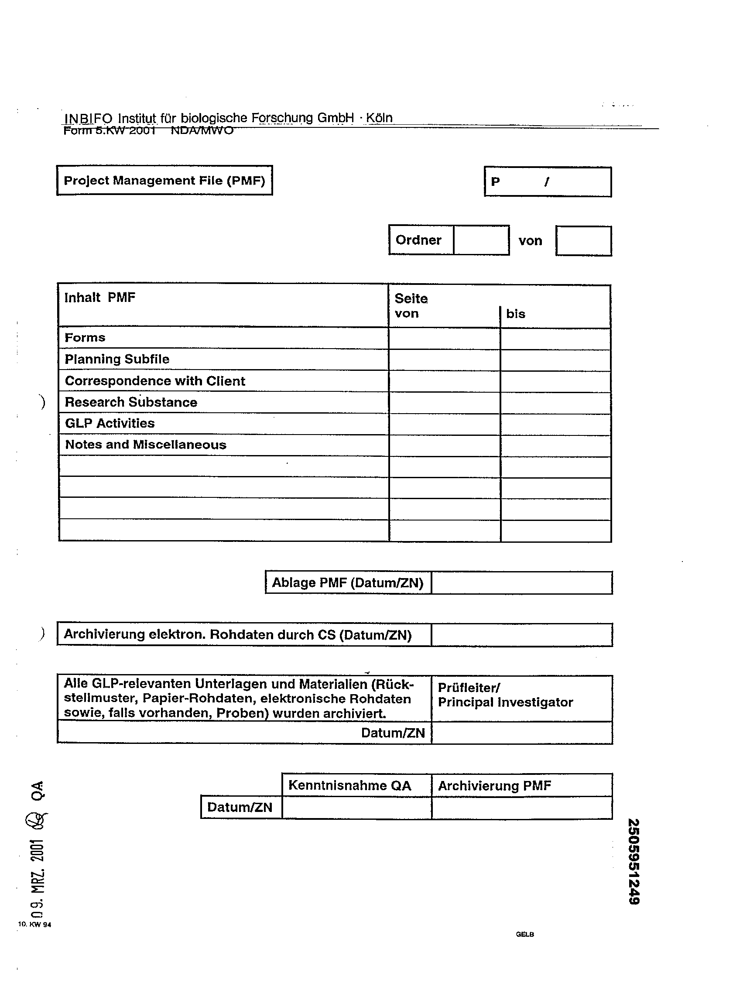 INBIFO Institut für biologische Forschung GmbH · Köln
Form 5.KW 2001 NDA/MWO
Project Management File (PMF)
P /
Ordner von
Inhalt PMF
Seite
von bis
Forms
Planning Subfile
Correspondence with Client
Research Substance
GLP Activities
Notes and Miscellaneous
Ablage PMF (Datum/ZN)
Archivierung elektron. Rohdaten durch CS (Datum/ZN)
Alle GLP-relevanten Unterlagen und Materialien (Rück-
stellmuster, Papier-Rohdaten, elektronische Rohdaten
sowie, falls vorhanden, Proben) wurden archiviert.
Prüfleiter/
Principal Investigator
Datum/ZN
Kenntnisnahme QA Archivierung PMF
Datum/ZN
09. MRZ. 2001 QA
10. KW 94
2505951249
GELB